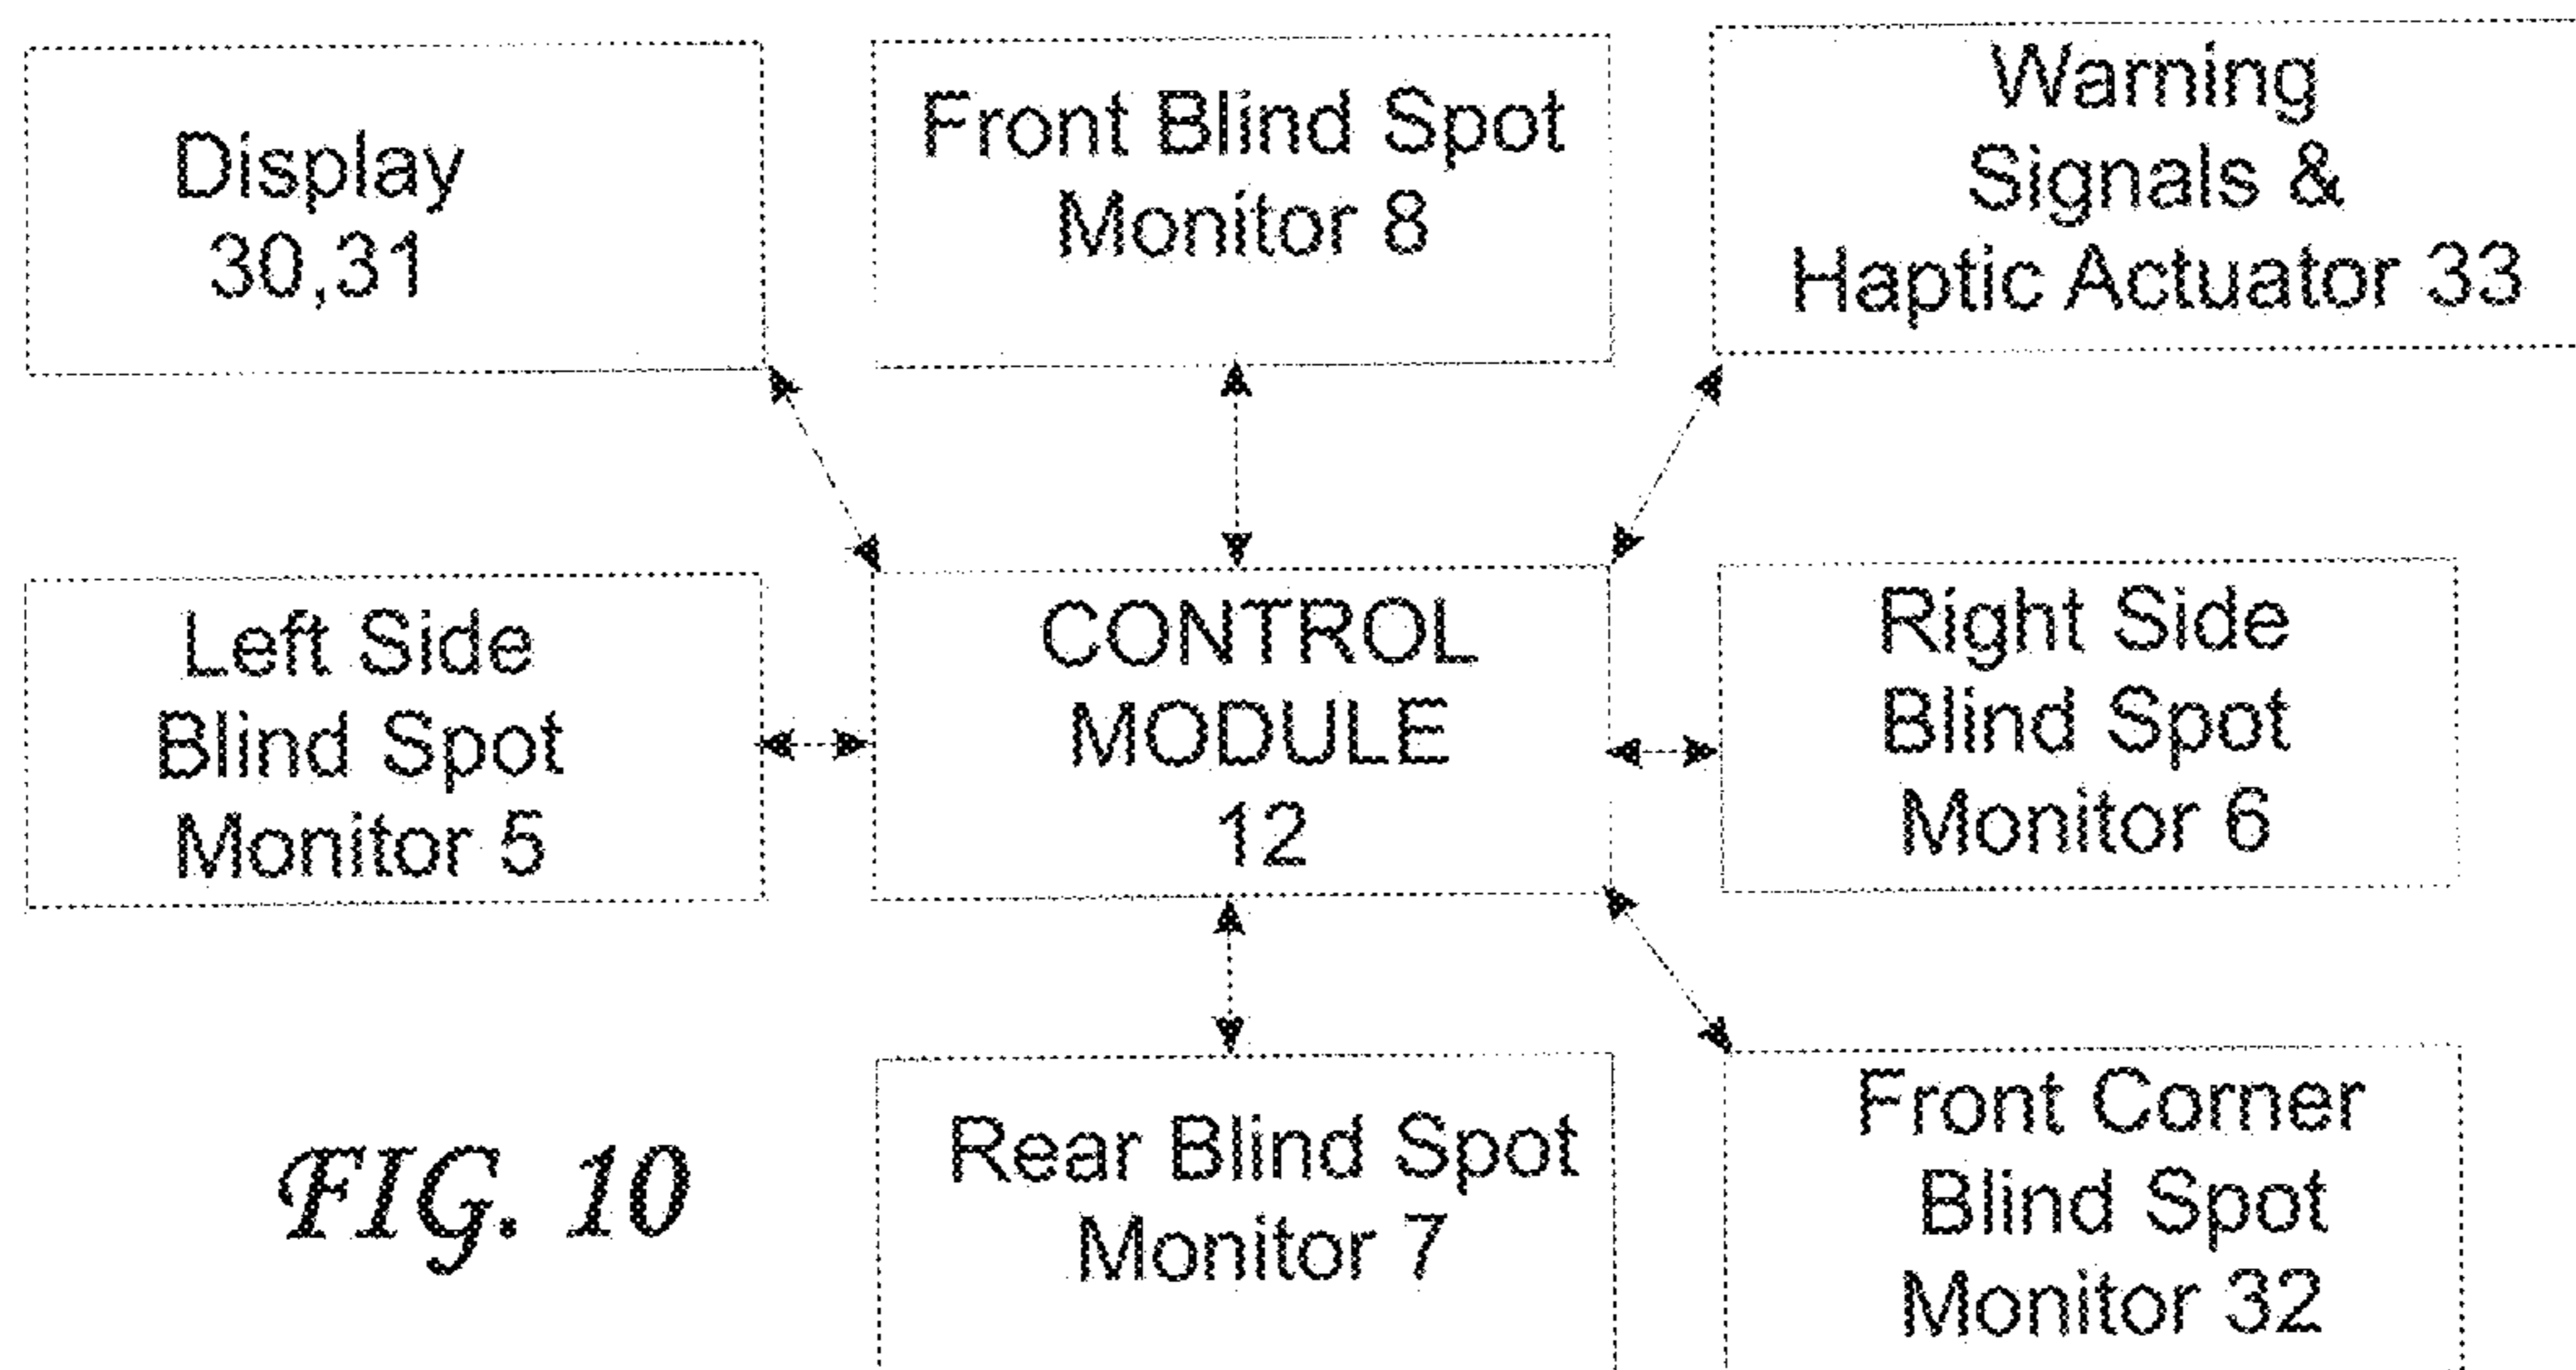 Display
30,31
Front Blind Spot
Monitor 8
Warning
Signals &
Haptic Actuator 33
Left Side
Blind Spot
Monitor 5
CONTROL
MODULE
12
Right Side
Blind Spot
Monitor 6
Rear Blind Spot
Monitor 7
Front Corner
Blind Spot
Monitor 32
FIG. 10